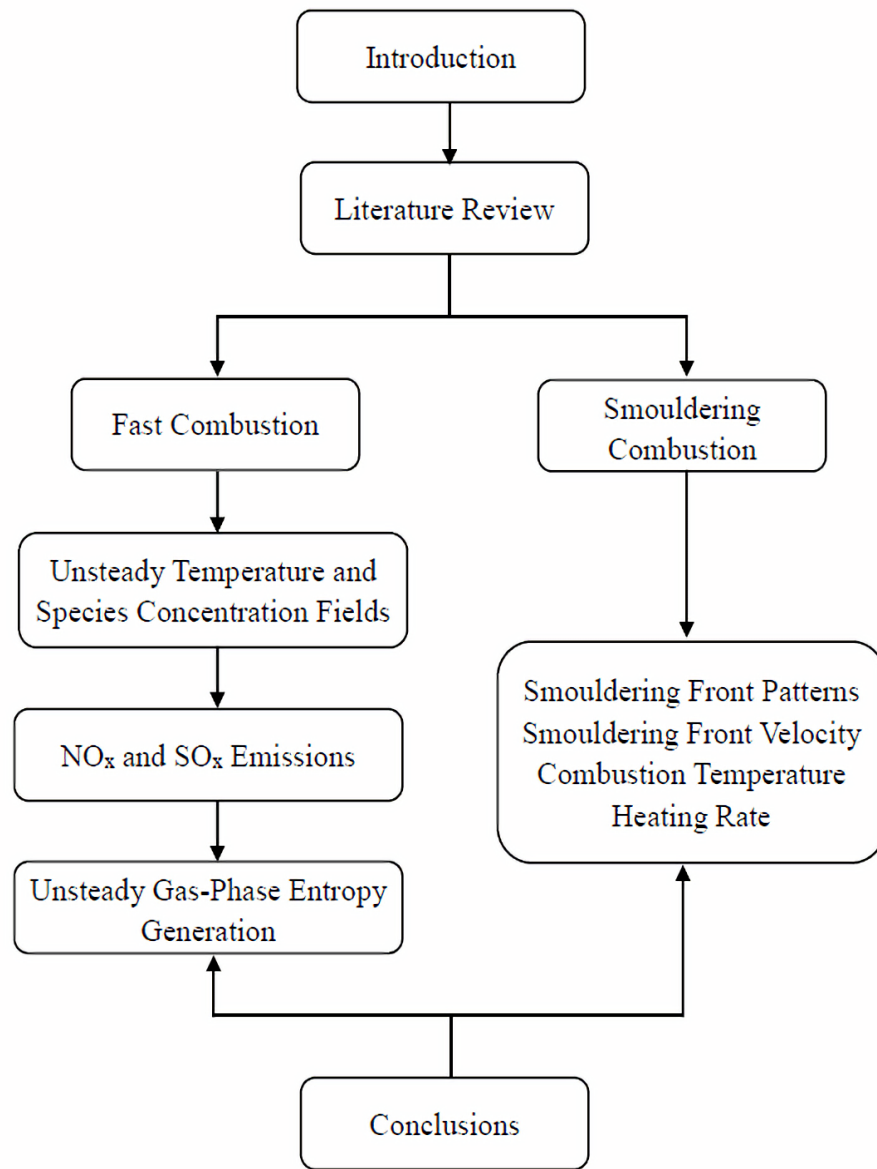 Introduction
Literature Review
Fast Combustion
Smouldering
Combustion
Unsteady Temperature and
Species Concentration Fields
NOₓ and SOₓ Emissions
Unsteady Gas-Phase Entropy
Generation
Smouldering Front Patterns
Smouldering Front Velocity
Combustion Temperature
Heating Rate
Conclusions